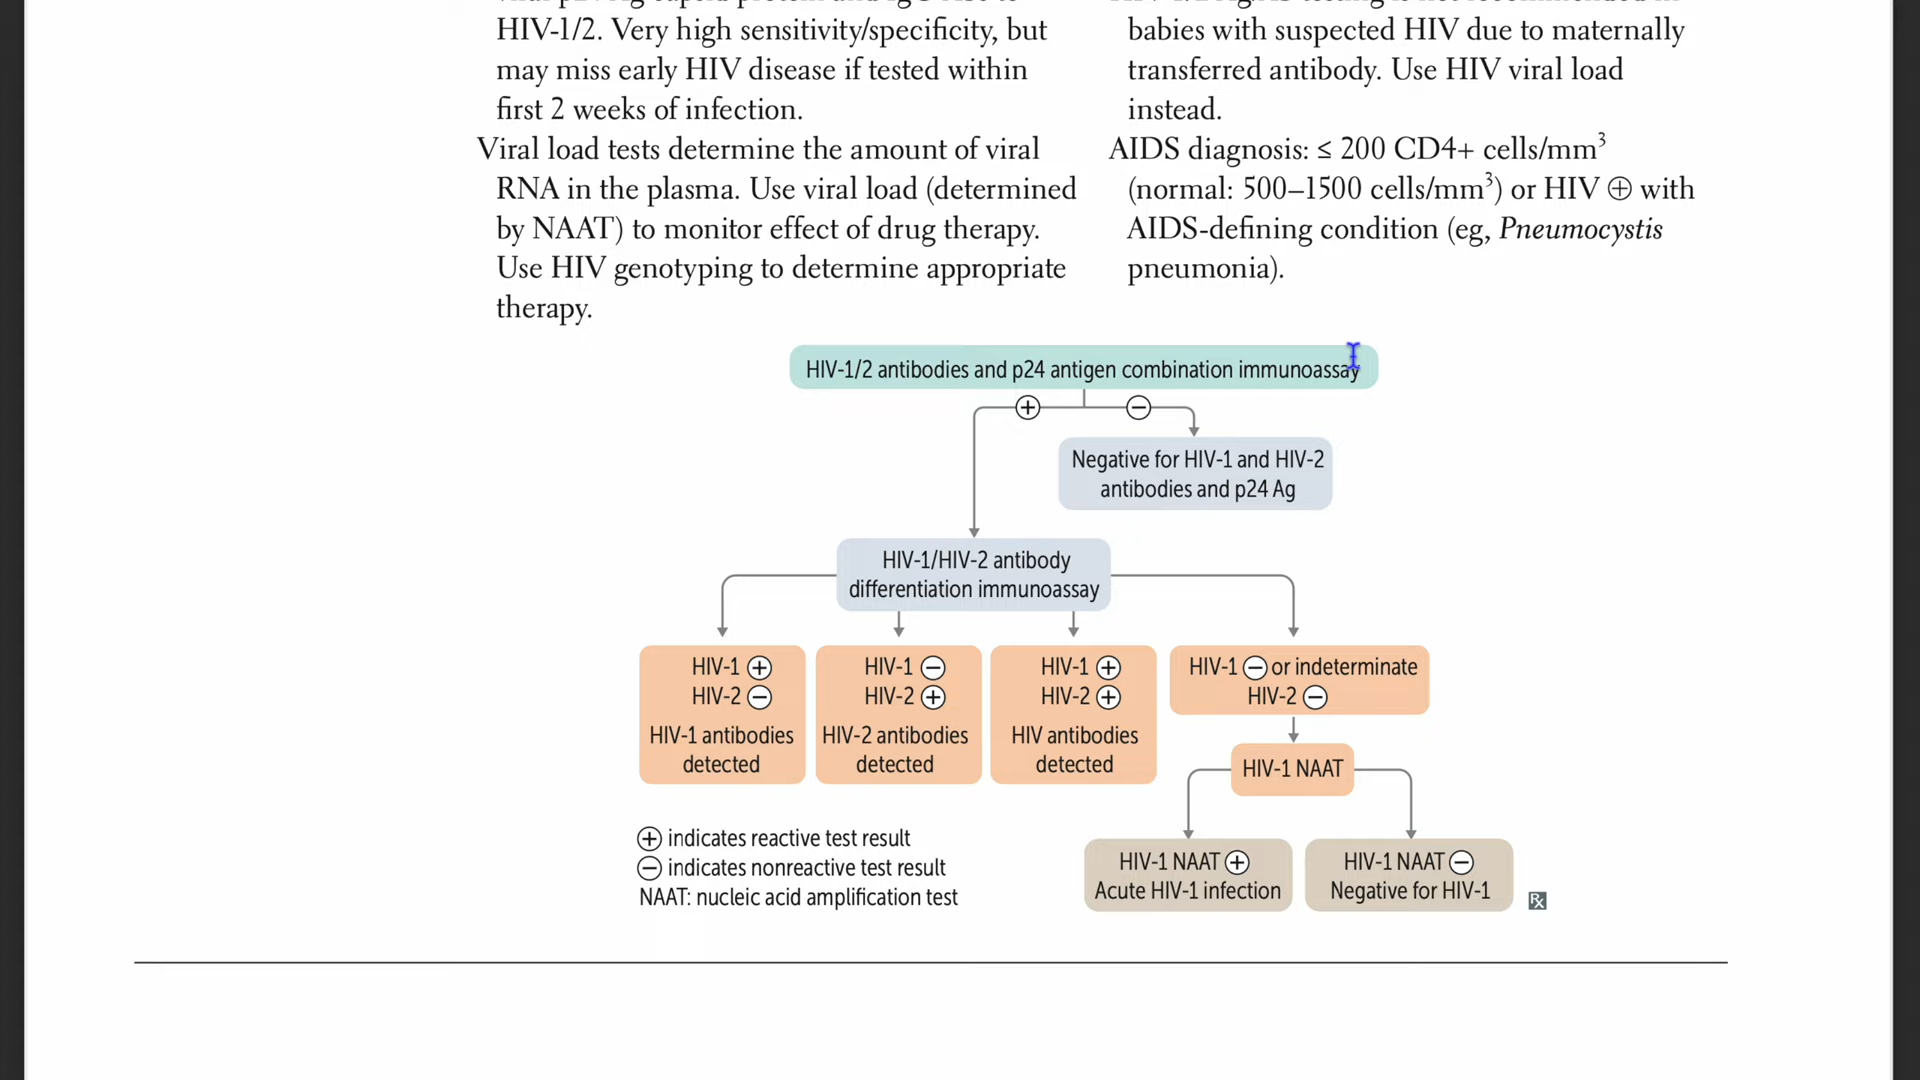 HIV-1/2. Very high sensitivity/specificity, but
may miss early HIV disease if tested within
first 2 weeks of infection.
Viral load tests determine the amount of viral
RNA in the plasma. Use viral load (determined
by NAAT) to monitor effect of drug therapy.
Use HIV genotyping to determine appropriate
therapy.
babies with suspected HIV due to maternally
transferred antibody. Use HIV viral load
instead.
AIDS diagnosis: ≤ 200 CD4+ cells/mm³
(normal: 500–1500 cells/mm³) or HIV ⊕ with
AIDS-defining condition (eg, Pneumocystis
pneumonia).
HIV-1/2 antibodies and p24 antigen combination immunoassay
⊕ ⊖
Negative for HIV-1 and HIV-2
antibodies and p24 Ag
HIV-1/HIV-2 antibody
differentiation immunoassay
HIV-1 ⊕
HIV-2 ⊖
HIV-1 antibodies
detected
HIV-1 ⊖
HIV-2 ⊕
HIV-2 antibodies
detected
HIV-1 ⊕
HIV-2 ⊕
HIV antibodies
detected
HIV-1 ⊖ or indeterminate
HIV-2 ⊖
HIV-1 NAAT
HIV-1 NAAT ⊕
Acute HIV-1 infection
HIV-1 NAAT ⊖
Negative for HIV-1
⊕ indicates reactive test result
⊖ indicates nonreactive test result
NAAT: nucleic acid amplification test
Rx